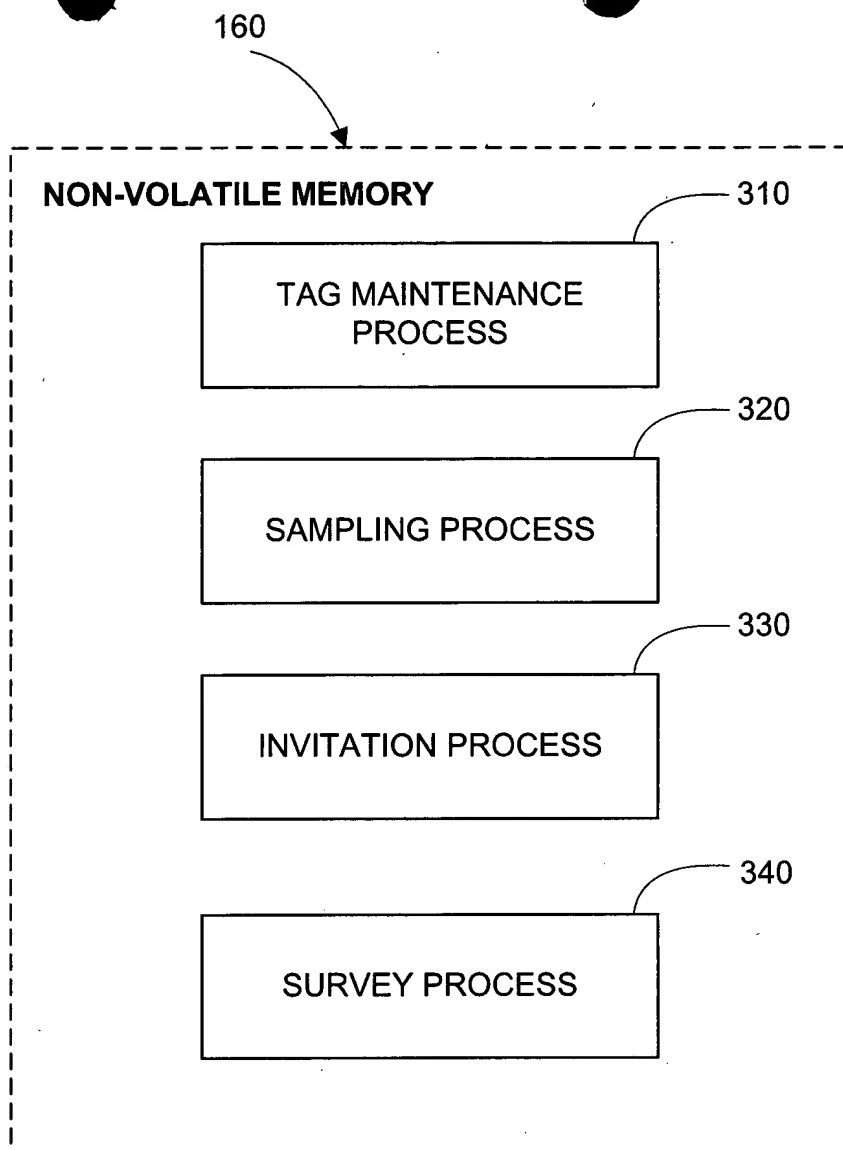 160
NON-VOLATILE MEMORY
310
TAG MAINTENANCE
PROCESS
320
SAMPLING PROCESS
330
INVITATION PROCESS
340
SURVEY PROCESS